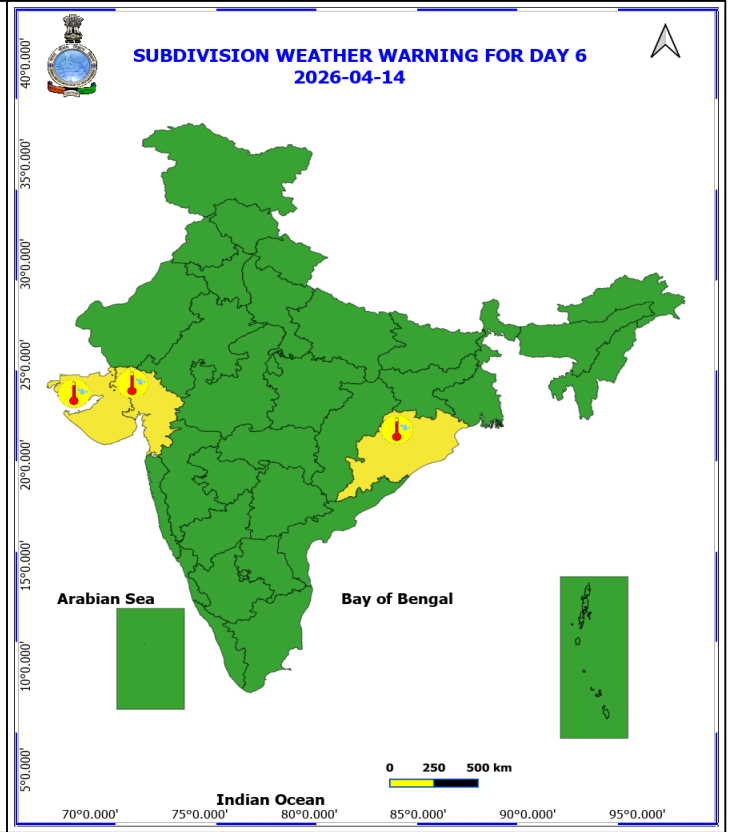 SUBDIVISION WEATHER WARNING FOR DAY 6
2026-04-14
40°0.000'
35°0.000'
30°0.000'
25°0.000'
20°0.000'
15°0.000'
10°0.000'
5°0.000'
Arabian Sea
Bay of Bengal
0 250 500 km
Indian Ocean
70°0.000' 75°0.000' 80°0.000' 85°0.000' 90°0.000' 95°0.000'